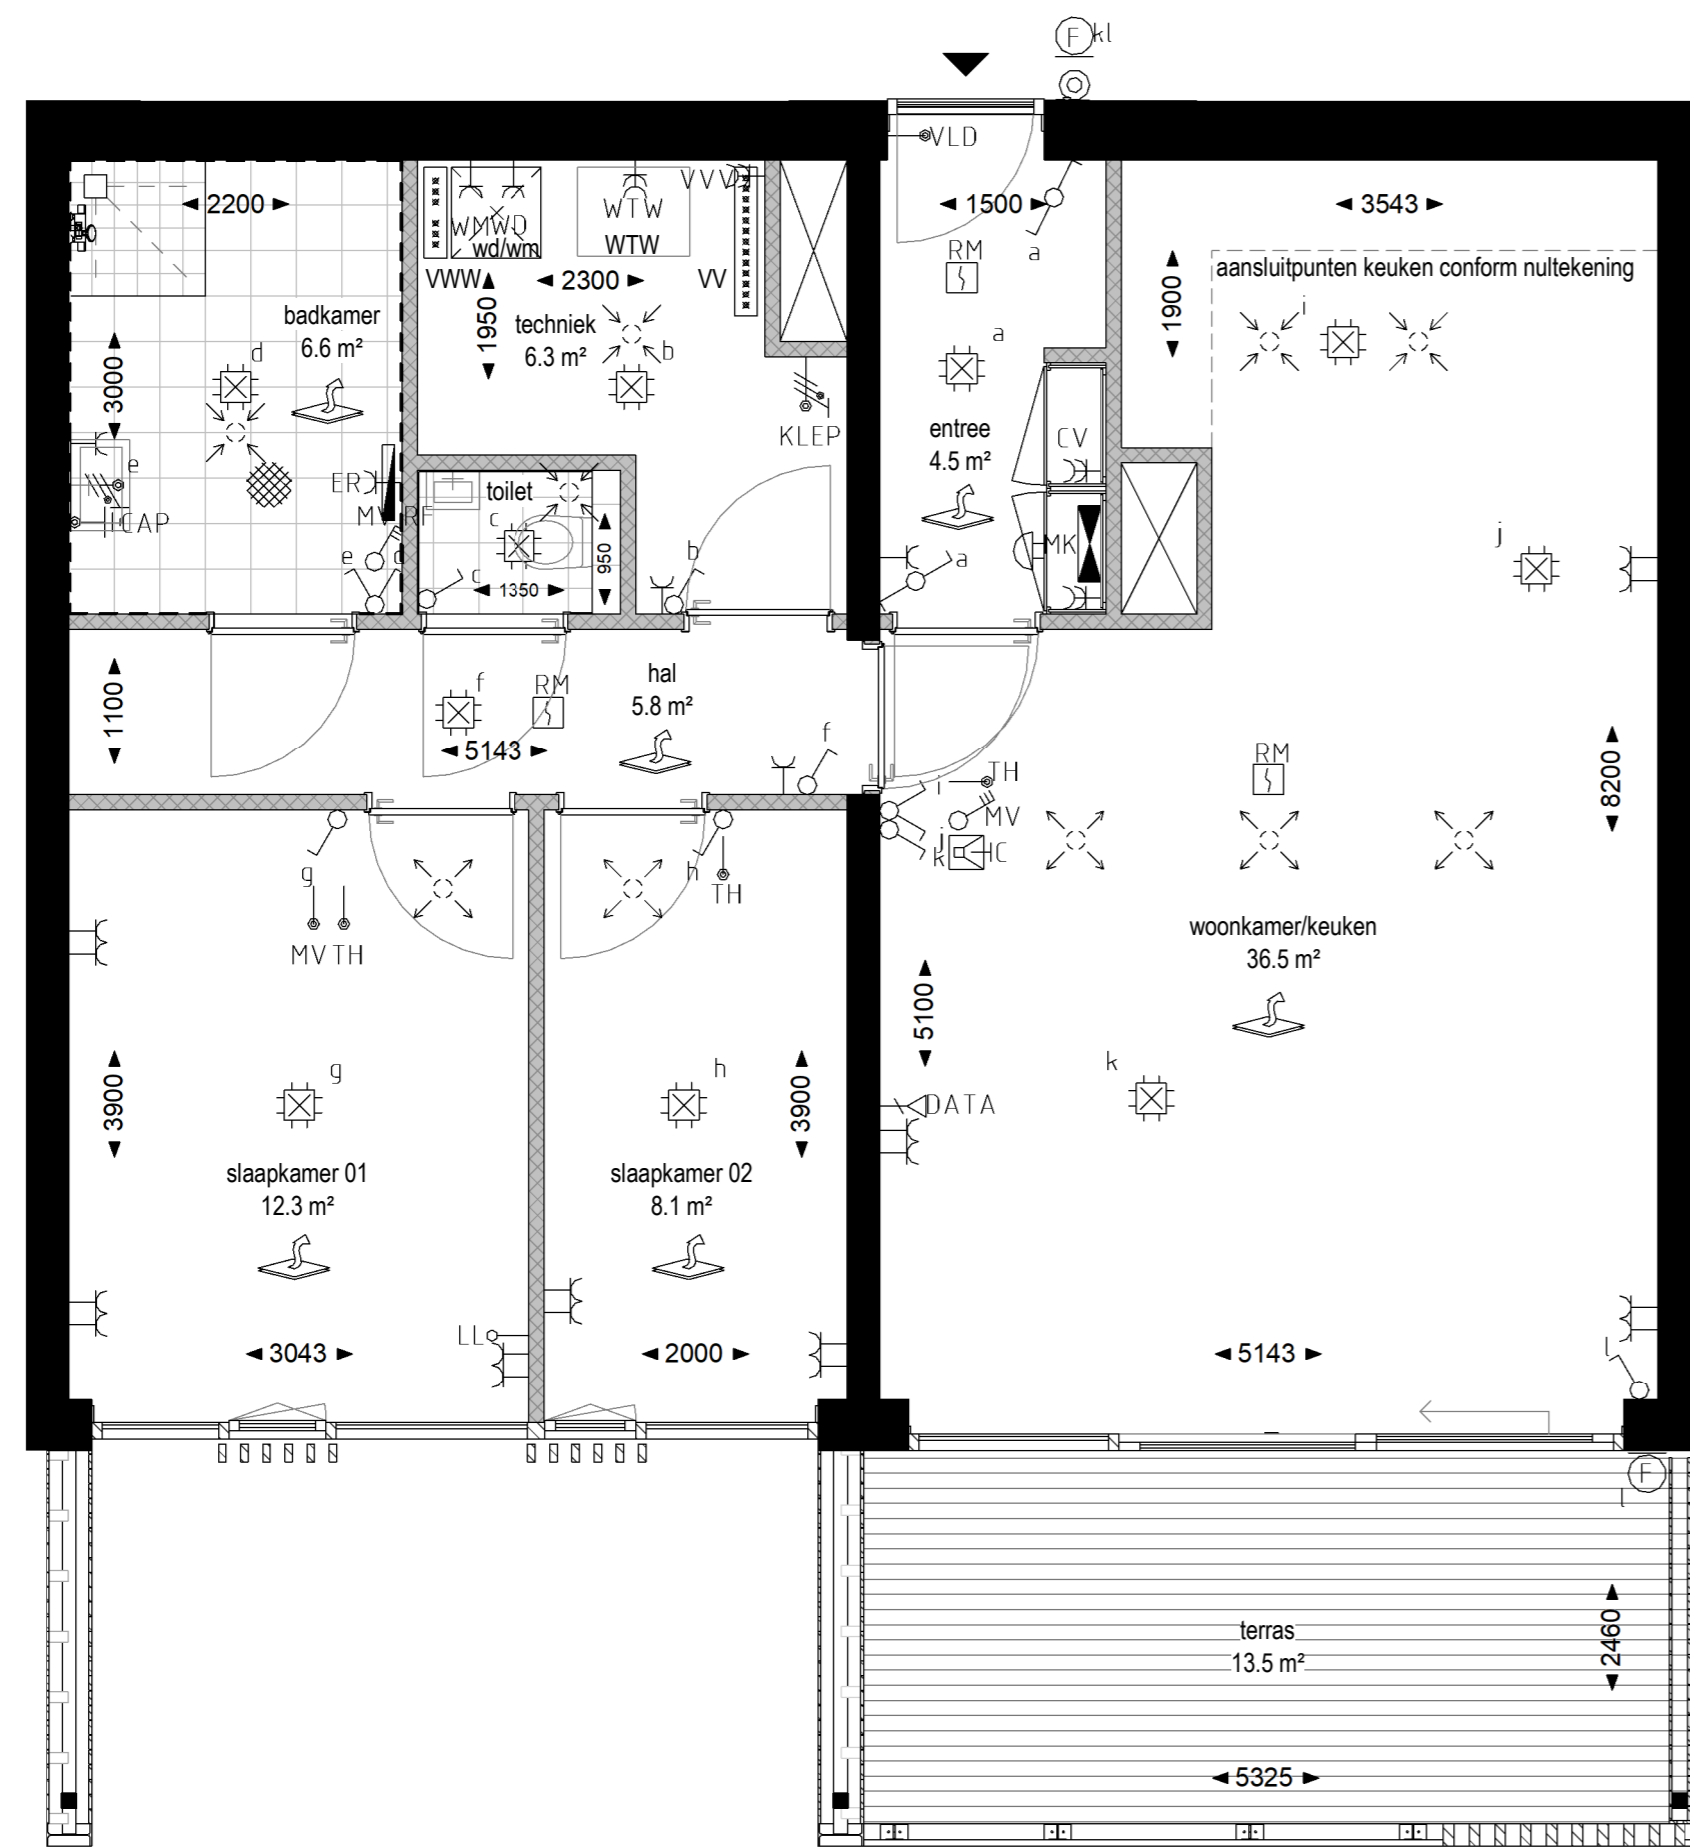 F kl
VLD
2200
1500
3543
VVV
WTW
WTW
WMWD
wd/wm
VWW
2300
VV
1950
RM
a
aansluitpunten keuken conform nultekening
1900
i
badkamer
6.6 m²
techniek
6.3 m²
d
b
a
3000
KLEP
entree
4.5 m²
CV
e
ER
toilet
c
MV RF
HCAP
950
MK
j
e
d
c
1350
b
a
hal
5.8 m²
1100
f
RM
5143
f
RM
8200
TH
i
MV
j
k
IC
g
h
TH
MV TH
woonkamer/keuken
36.5 m²
5100
3900
g
h
3900
k
DATA
slaapkamer 01
12.3 m²
slaapkamer 02
8.1 m²
LL
3043
2000
5143
l
F
l
terras
13.5 m²
2460
5325